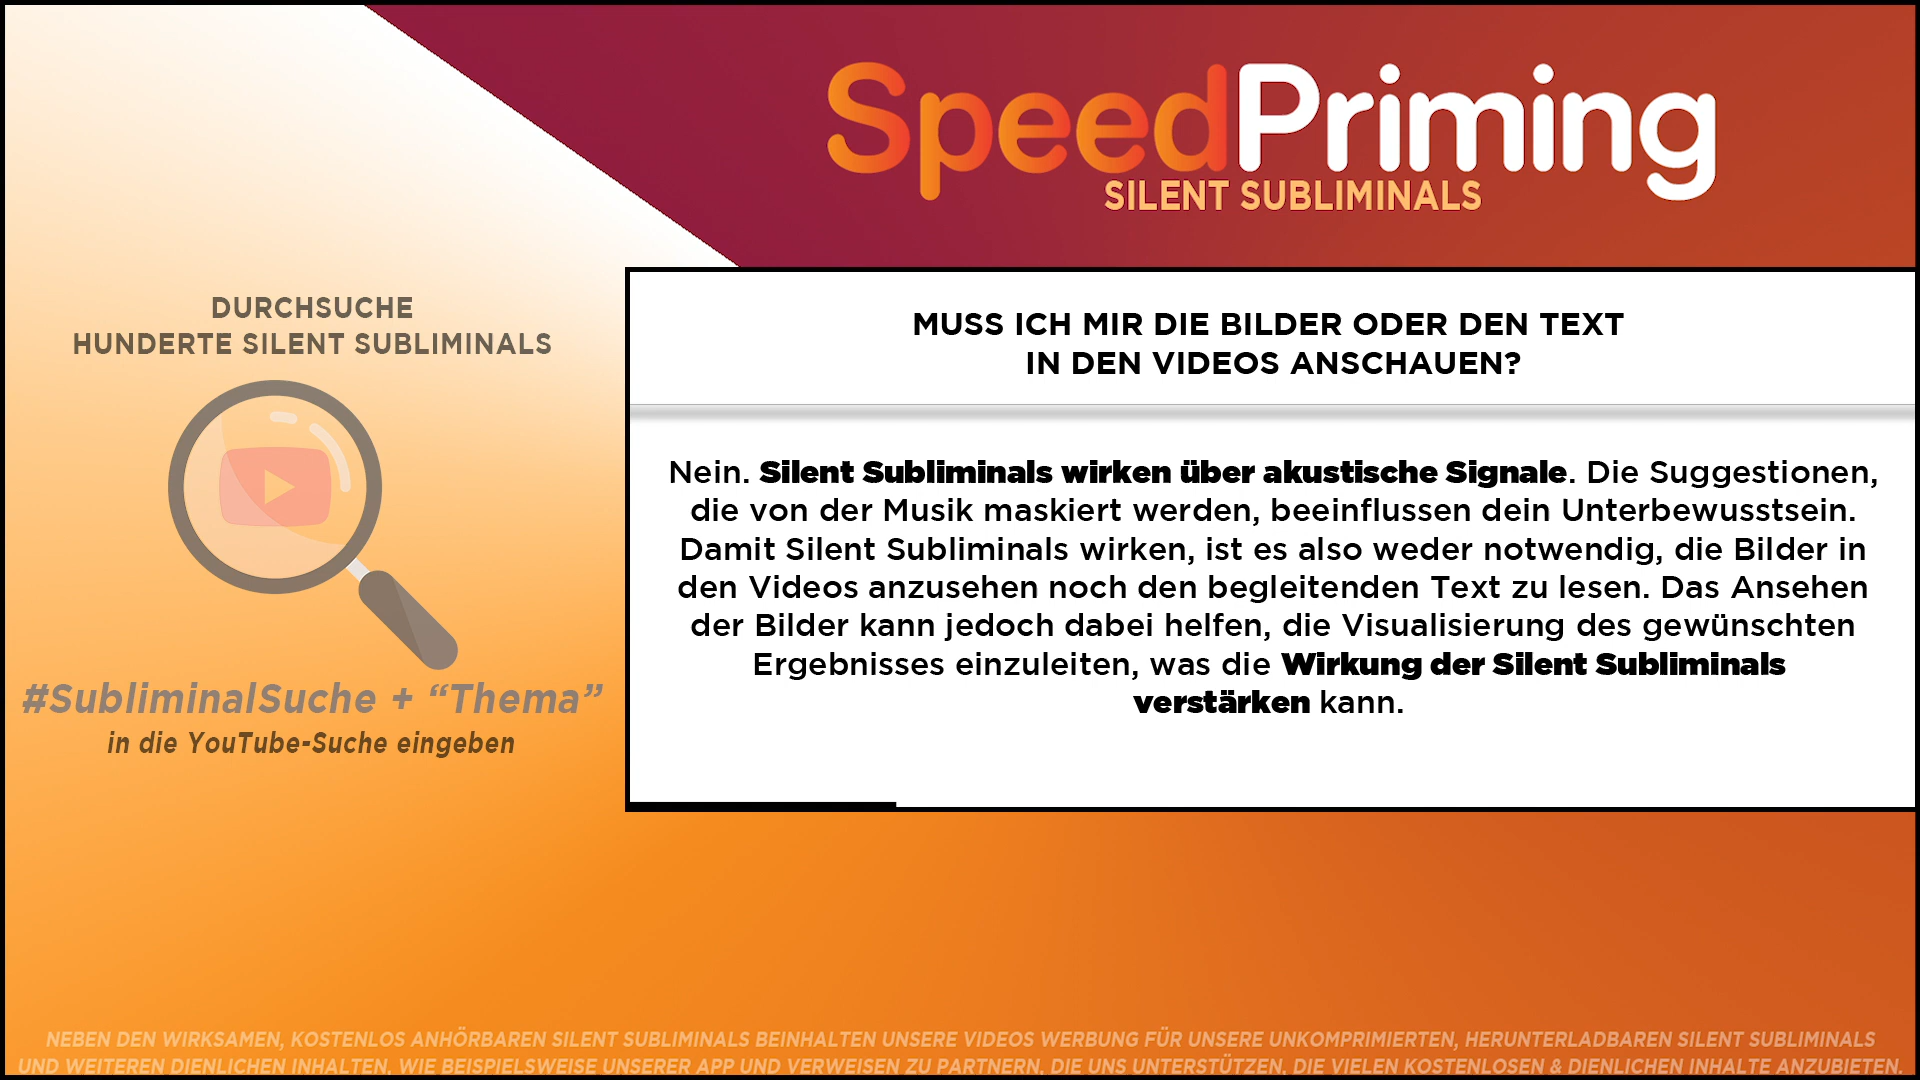 SpeedPriming
SILENT SUBLIMINALS
DURCHSUCHE
HUNDERTE SILENT SUBLIMINALS
#SubliminalSuche + “Thema”
in die YouTube-Suche eingeben
MUSS ICH MIR DIE BILDER ODER DEN TEXT
IN DEN VIDEOS ANSCHAUEN?
Nein. Silent Subliminals wirken über akustische Signale. Die Suggestionen,
die von der Musik maskiert werden, beeinflussen dein Unterbewusstsein.
Damit Silent Subliminals wirken, ist es also weder notwendig, die Bilder in
den Videos anzusehen noch den begleitenden Text zu lesen. Das Ansehen
der Bilder kann jedoch dabei helfen, die Visualisierung des gewünschten
Ergebnisses einzuleiten, was die Wirkung der Silent Subliminals
verstärken kann.
NEBEN DEN WIRKSAMEN, KOSTENLOS ANHÖRBAREN SILENT SUBLIMINALS BEINHALTEN UNSERE VIDEOS WERBUNG FÜR UNSERE UNKOMPRIMIERTEN, HERUNTERLADBAREN SILENT SUBLIMINALS
UND WEITEREN DIENLICHEN INHALTEN, WIE BEISPIELSWEISE UNSERER APP UND VERWEISEN ZU PARTNERN, DIE UNS UNTERSTÜTZEN, DIE VIELEN KOSTENLOSEN & DIENLICHEN INHALTE ANZUBIETEN.